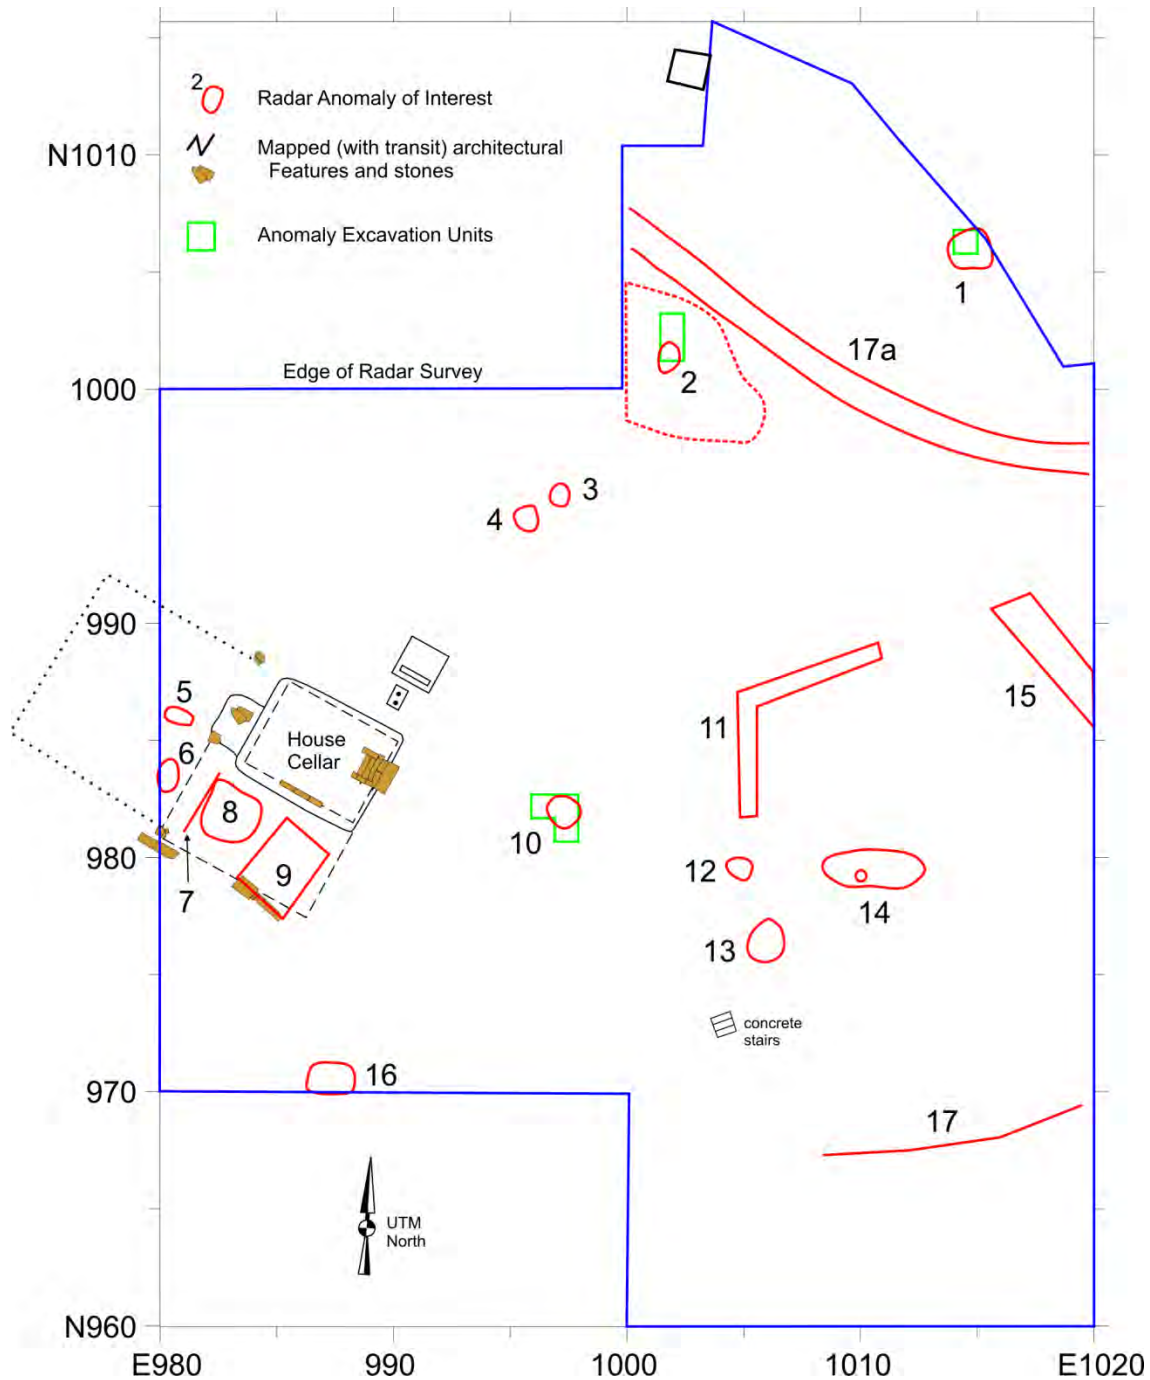 2
Radar Anomaly of Interest
Mapped (with transit) architectural
Features and stones
Anomaly Excavation Units
N1010
1
17a
2
Edge of Radar Survey
1000
3
4
990
5
6
House
Cellar
11
15
8
10
980
9
7
12
14
13
concrete
stairs
16
970
17
UTM
North
N960
E980
990
1000
1010
E1020